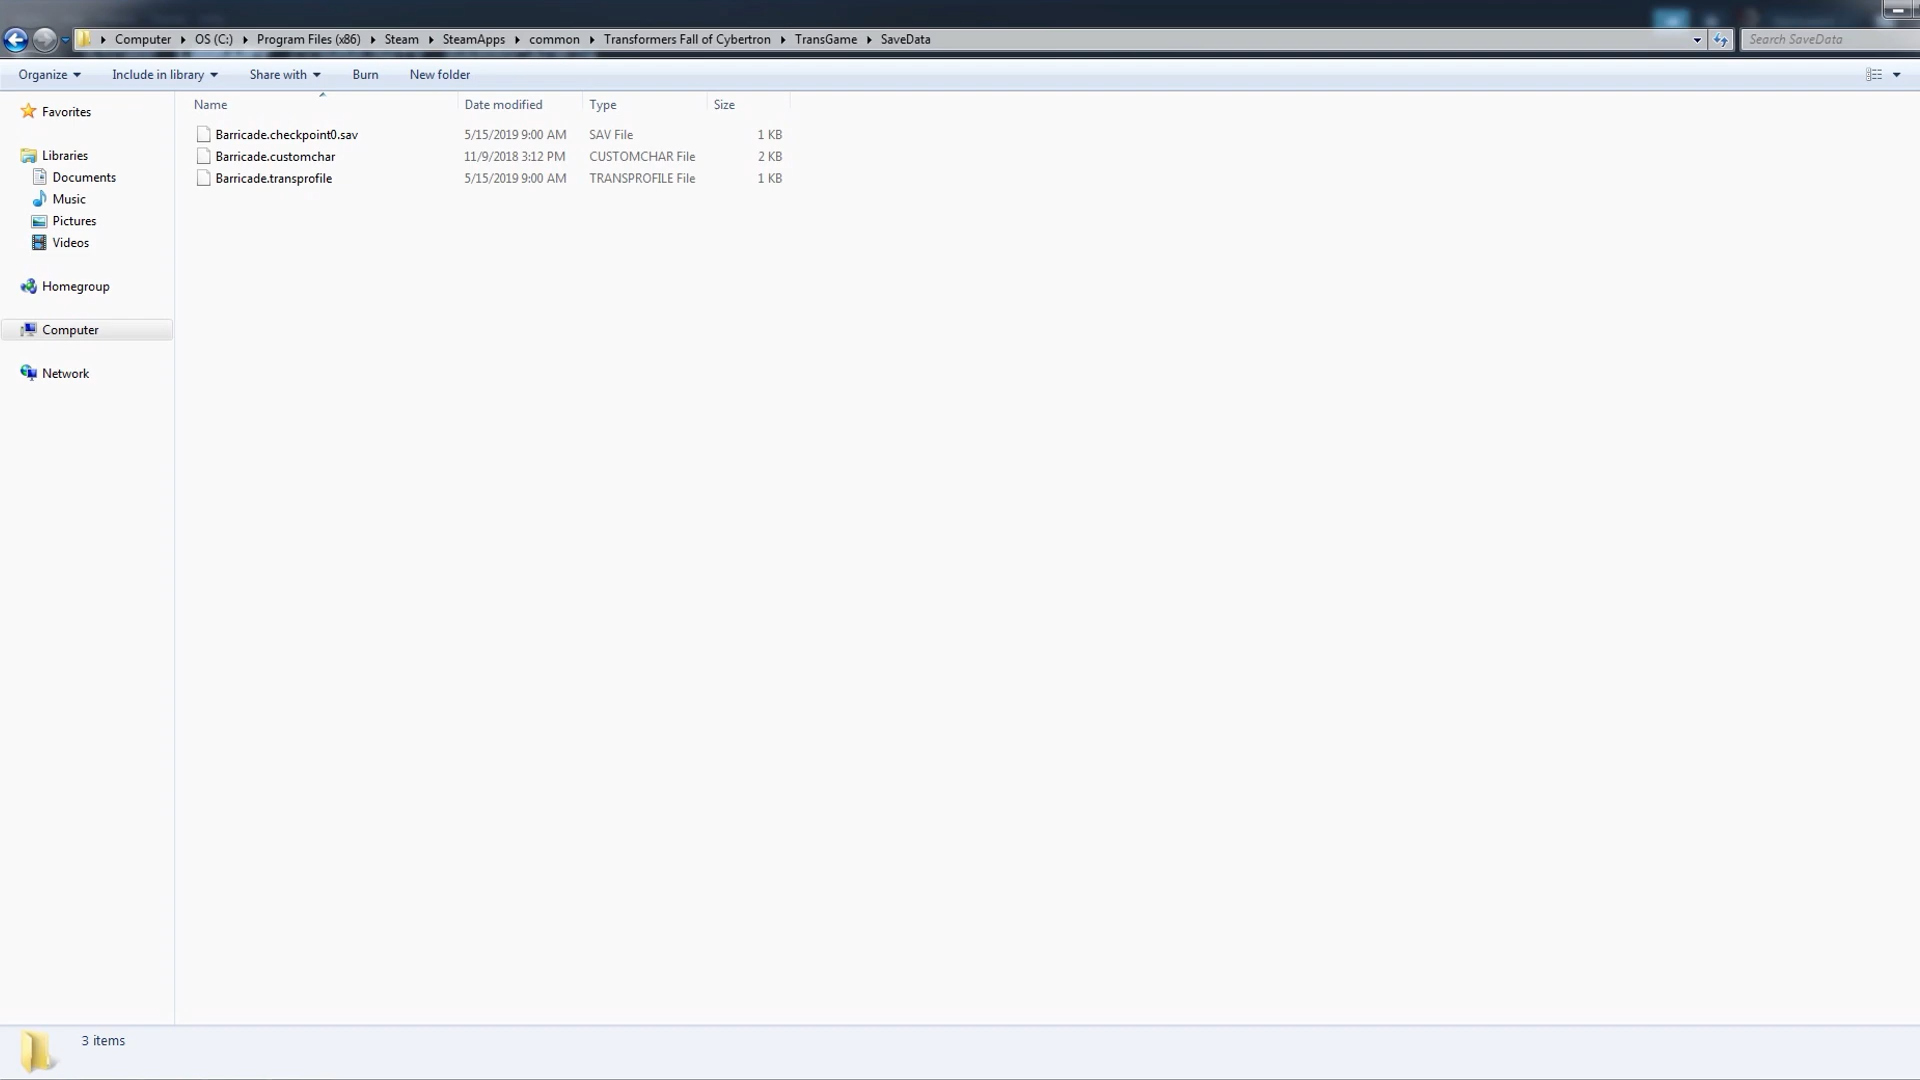 Computer OS (C:) Program Files (x86) Steam SteamApps common Transformers Fall of Cybertron TransGame SaveData Search SaveData
Organize Include in library Share with Burn New folder
Favorites
Libraries
Documents
Music
Pictures
Videos
Homegroup
Computer
Network
Name Date modified Type Size
Barricade.checkpoint0.sav 5/15/2019 9:00 AM SAV File 1 KB
Barricade.customchar 11/9/2018 3:12 PM CUSTOMCHAR File 2 KB
Barricade.transprofile 5/15/2019 9:00 AM TRANSPROFILE File 1 KB
3 items